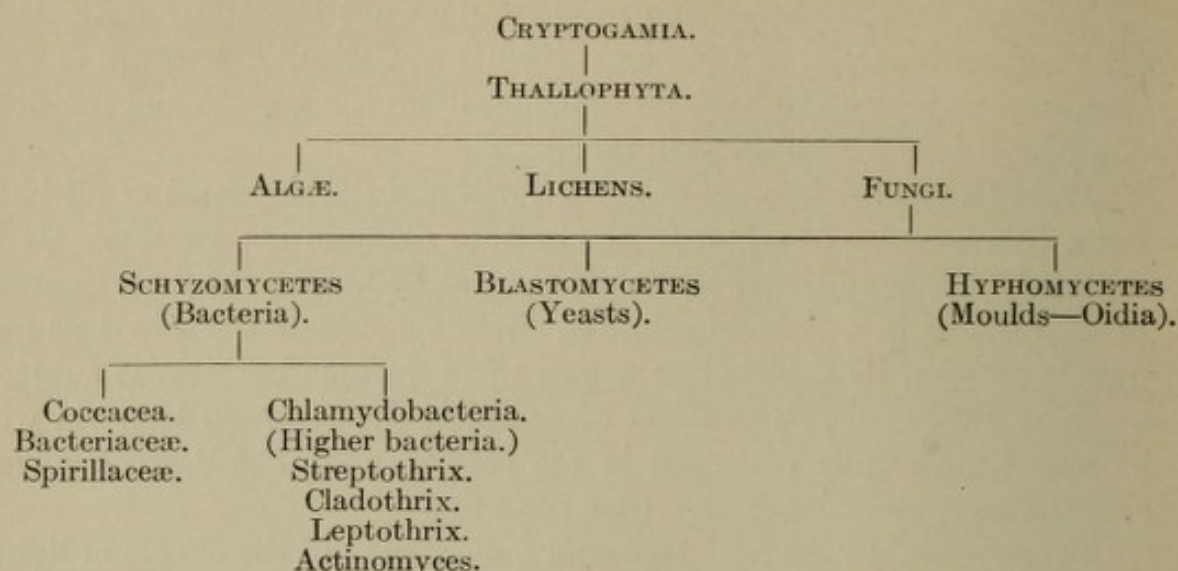 CRYPTOGAMIA.
THALLOPHYTA.
ALGÆ. LICHENS. FUNGI.
SCHYZOMYCETES BLASTOMYCETES HYPHOMYCETES
(Bacteria). (Yeasts). (Moulds—Oidia).
Coccacea. Chlamydobacteria.
Bacteriaceæ. (Higher bacteria.)
Spirillaceæ. Streptothrix.
Cladothrix.
Leptothrix.
Actinomyces.